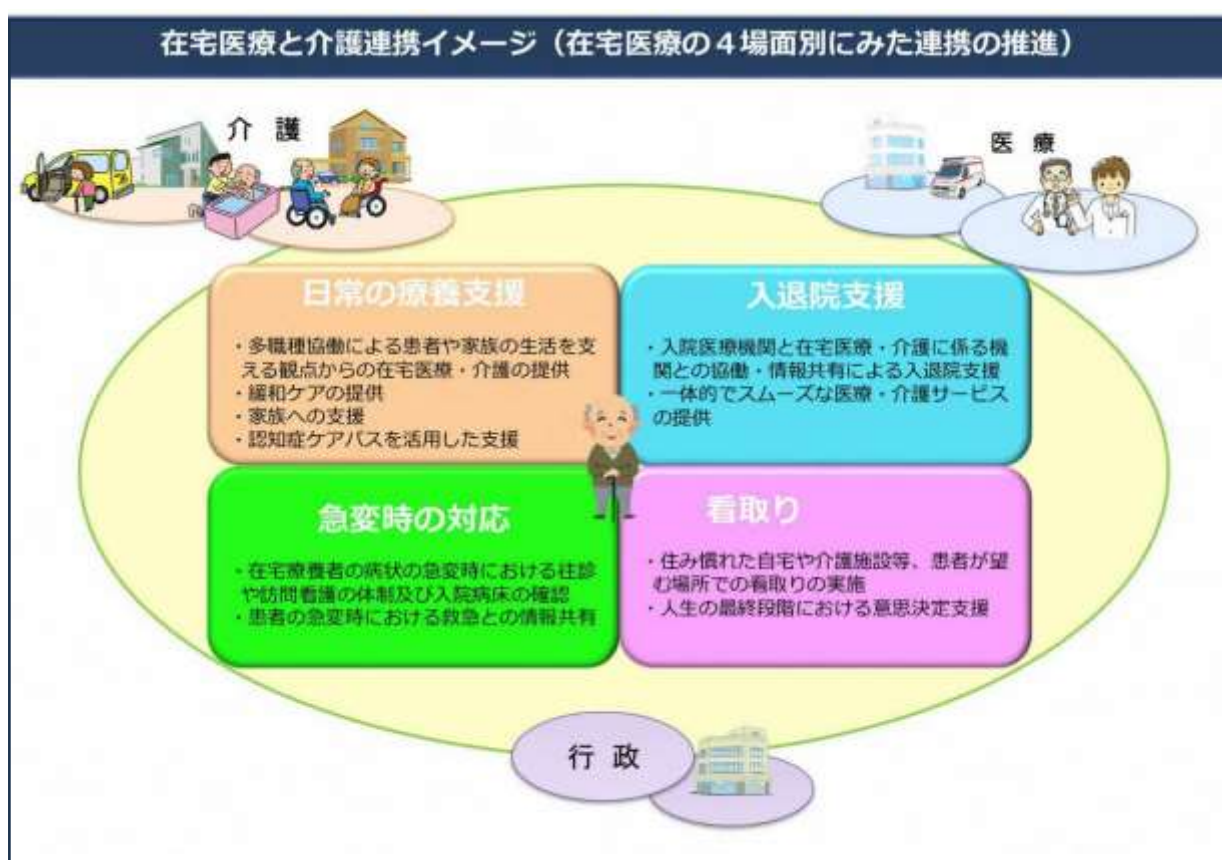 在宅医療と介護連携イメージ（在宅医療の４場面別にみた連携の推進）
介 護
医 療
日常の療養支援
・多職種協働による患者や家族の生活を支
える観点からの在宅医療・介護の提供
・緩和ケアの提供
・家族への支援
・認知症ケアパスを活用した支援
入退院支援
・入院医療機関と在宅医療・介護に係る機
関との協働・情報共有による入退院支援
・一体的でスムーズな医療・介護サービス
の提供
急変時の対応
・在宅療養者の病状の急変時における往診
や訪問看護の体制及び入院病床の確認
・患者の急変時における救急との情報共有
看取り
・住み慣れた自宅や介護施設等、患者が望
む場所での看取りの実施
・人生の最終段階における意思決定支援
行 政